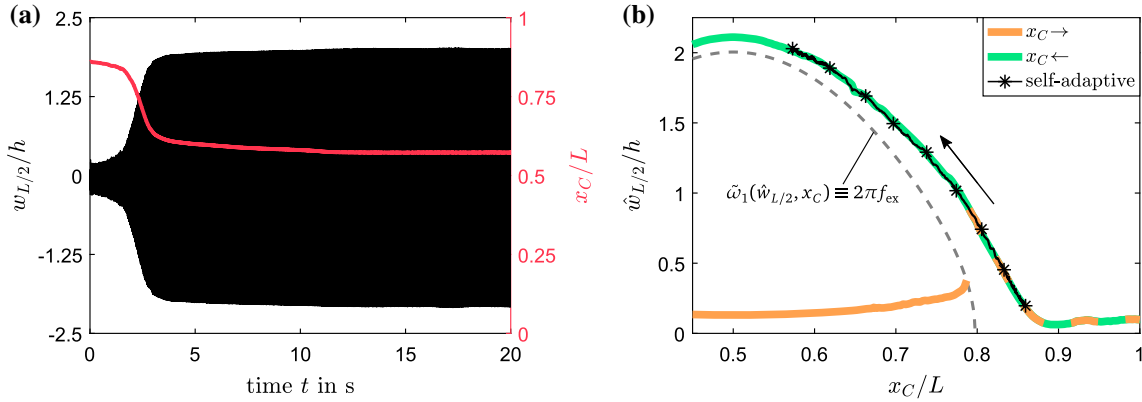 (a)
2.5
1.25
0
-1.25
-2.5
w_{L/2}/h
0
5
10
15
20
time t in s
1
0.75
0.5
0.25
0
x_C/L
(b)
2
1.5
1
0.5
0
ŵ_{L/2}/h
0.5
0.6
0.7
0.8
0.9
1
x_C/L
x_C→
x_C←
self-adaptive
ω̃_1(ŵ_{L/2}, x_C) ≡ 2πf_{ex}